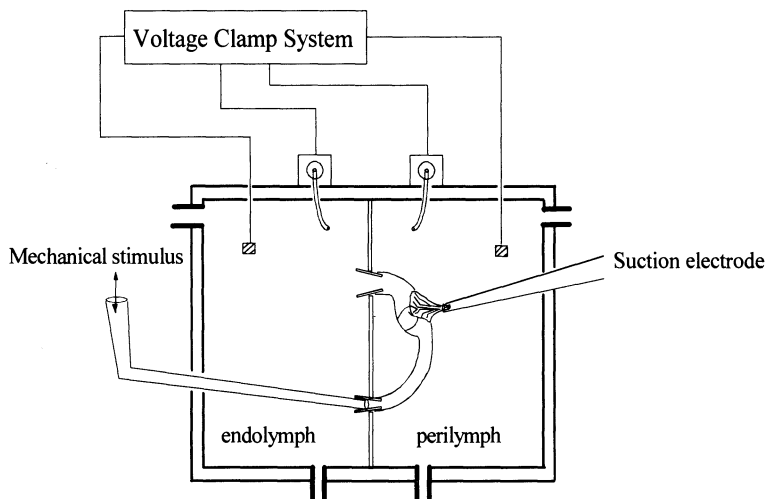 Voltage Clamp System
Mechanical stimulus
Suction electrode
endolymph
perilymph